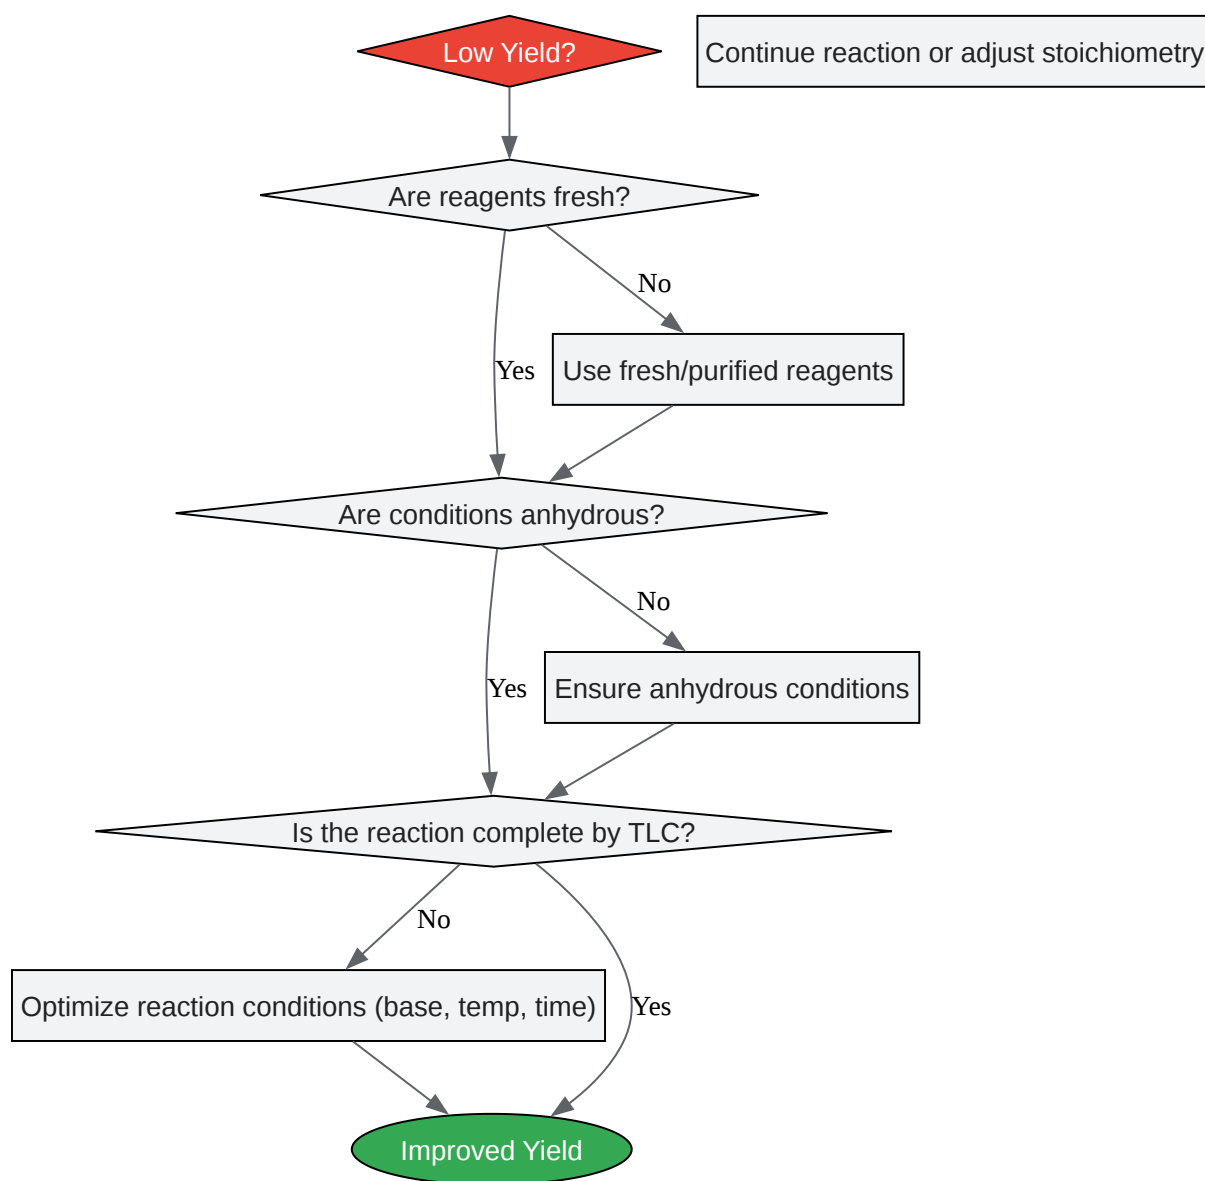 Low Yield?
Continue reaction or adjust stoichiometry
Are reagents fresh?
No
Yes
Use fresh/purified reagents
Are conditions anhydrous?
No
Yes
Ensure anhydrous conditions
Is the reaction complete by TLC?
No
Optimize reaction conditions (base, temp, time)
Yes
Improved Yield